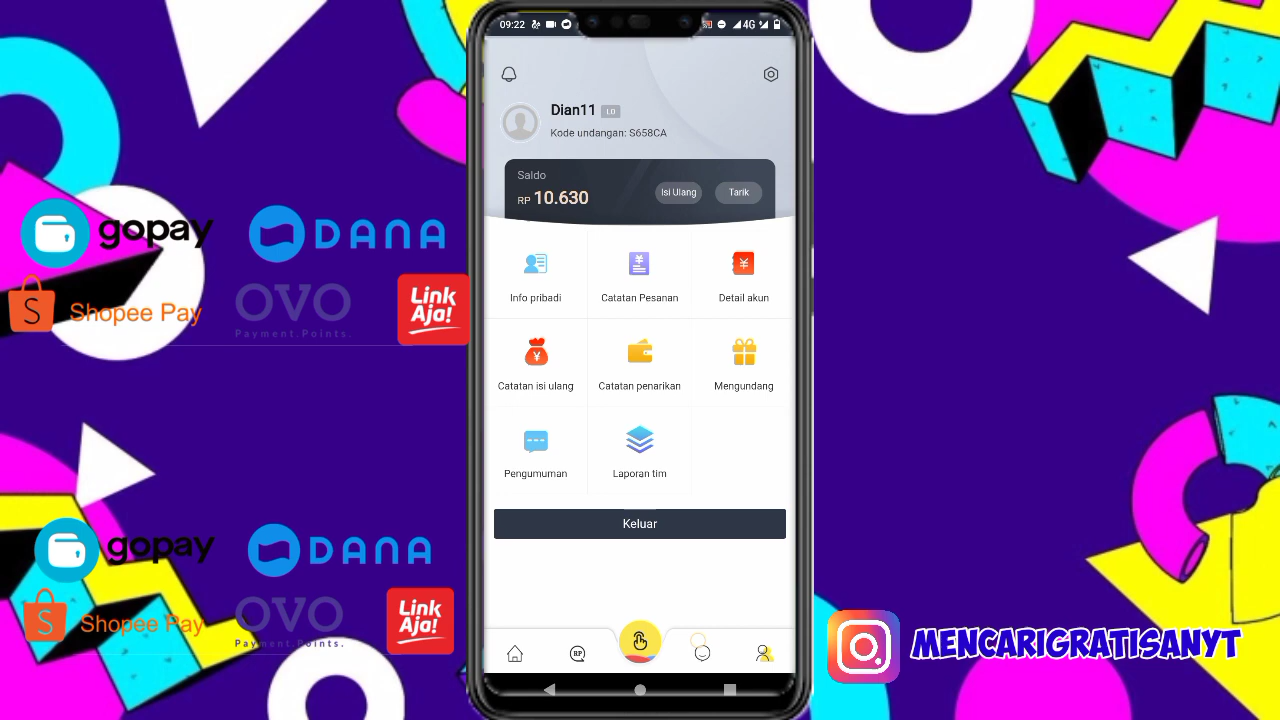 09:22
4G
Dian11 L0
Kode undangan: S658CA
Saldo
RP 10.630
Isi Ulang
Tarik
Info pribadi
Catatan Pesanan
Detail akun
Catatan isi ulang
Catatan penarikan
Mengundang
Pengumuman
Laporan tim
Keluar
RP
gopay
DANA
S Shopee Pay
OVO
Payment.Points.
Link
Aja!
gopay
DANA
S Shopee Pay
OVO
Payment.Points.
Link
Aja!
MENCARIGRATISANYT